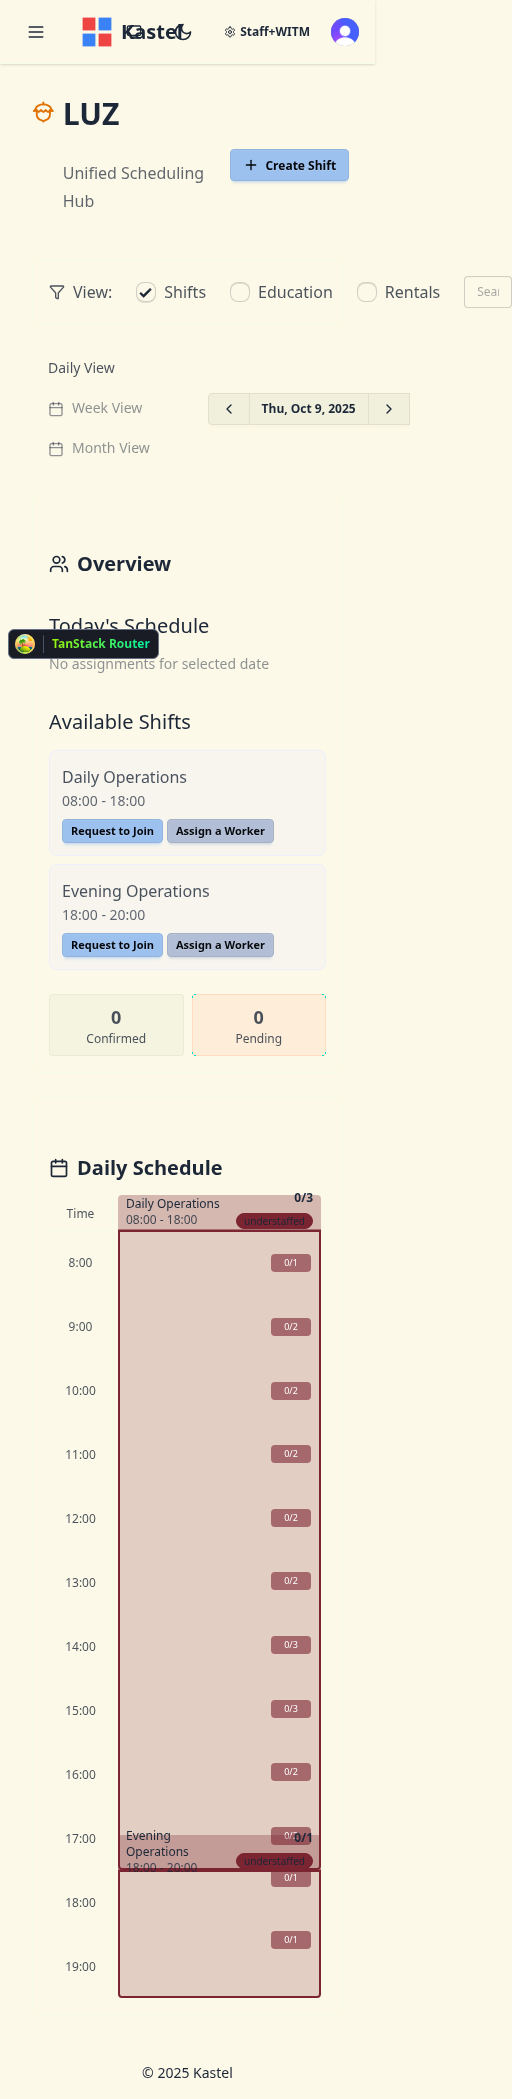 Kastel
Staff+WITM
LUZ
Unified Scheduling
Hub
Create Shift
View:
Shifts
Education
Rentals
Daily View
Week View
Thu, Oct 9, 2025
Month View
Overview
Today's Schedule
TanStack Router
No assignments for selected date
Available Shifts
Daily Operations
08:00 - 18:00
Request to Join
Assign a Worker
Evening Operations
18:00 - 20:00
Request to Join
Assign a Worker
0
Confirmed
0
Pending
Daily Schedule
Time
Daily Operations
0/3
08:00 - 18:00
understaffed
8:00
0/1
9:00
0/2
10:00
0/2
11:00
0/2
12:00
0/2
13:00
0/2
14:00
0/3
15:00
0/3
16:00
0/2
17:00
Evening
Operations
0/1
18:00 - 20:00
understaffed
0/1
18:00
0/1
19:00
© 2025 Kastel